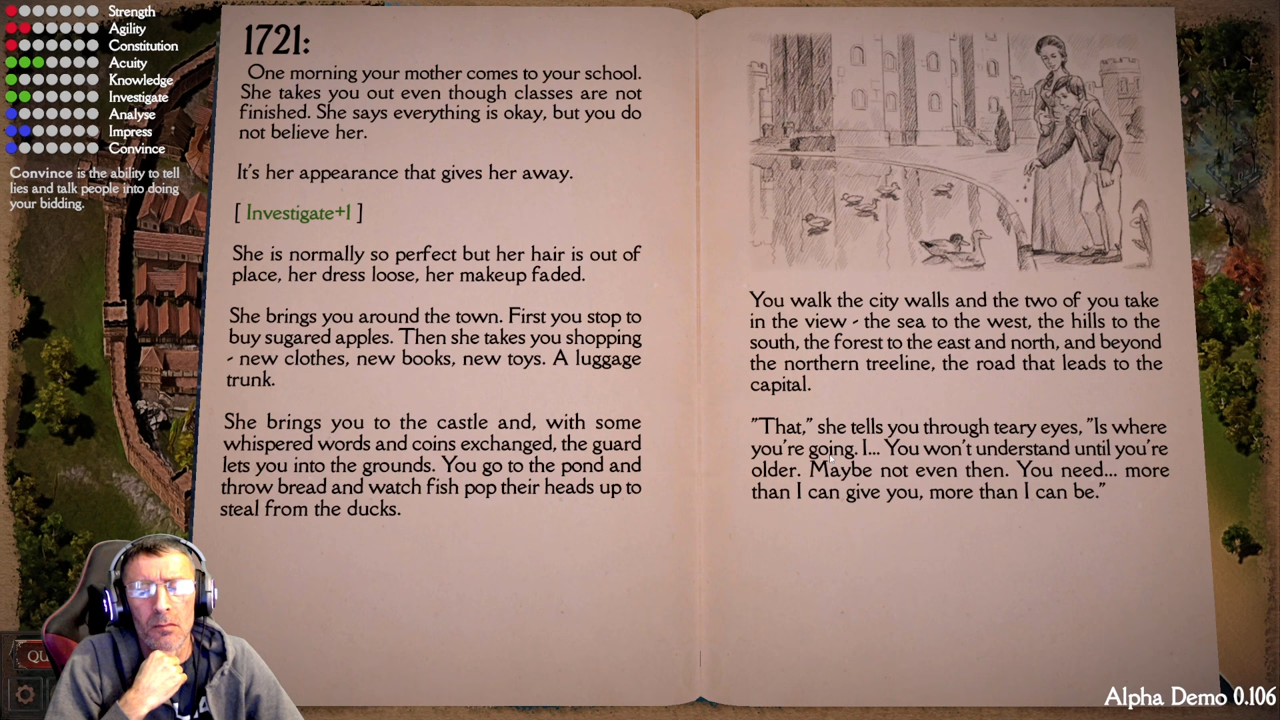 Strength
Agility
Constitution
Acuity
Knowledge
Investigate
Analyse
Impress
Convince
Convince is the ability to tell
lies and talk people into doing
your bidding.
1721:
One morning your mother comes to your school.
She takes you out even though classes are not
finished. She says everything is okay, but you do
not believe her.
It's her appearance that gives her away.
[ Investigate+1 ]
She is normally so perfect but her hair is out of
place, her dress loose, her makeup faded.
She brings you around the town. First you stop to
buy sugared apples. Then she takes you shopping
- new clothes, new books, new toys. A luggage
trunk.
She brings you to the castle and, with some
whispered words and coins exchanged, the guard
lets you into the grounds. You go to the pond and
throw bread and watch fish pop their heads up to
steal from the ducks.
You walk the city walls and the two of you take
in the view - the sea to the west, the hills to the
south, the forest to the east and north, and beyond
the northern treeline, the road that leads to the
capital.
"That," she tells you through teary eyes, "Is where
you're going. I... You won't understand until you're
older. Maybe not even then. You need... more
than I can give you, more than I can be."
Alpha Demo 0.106